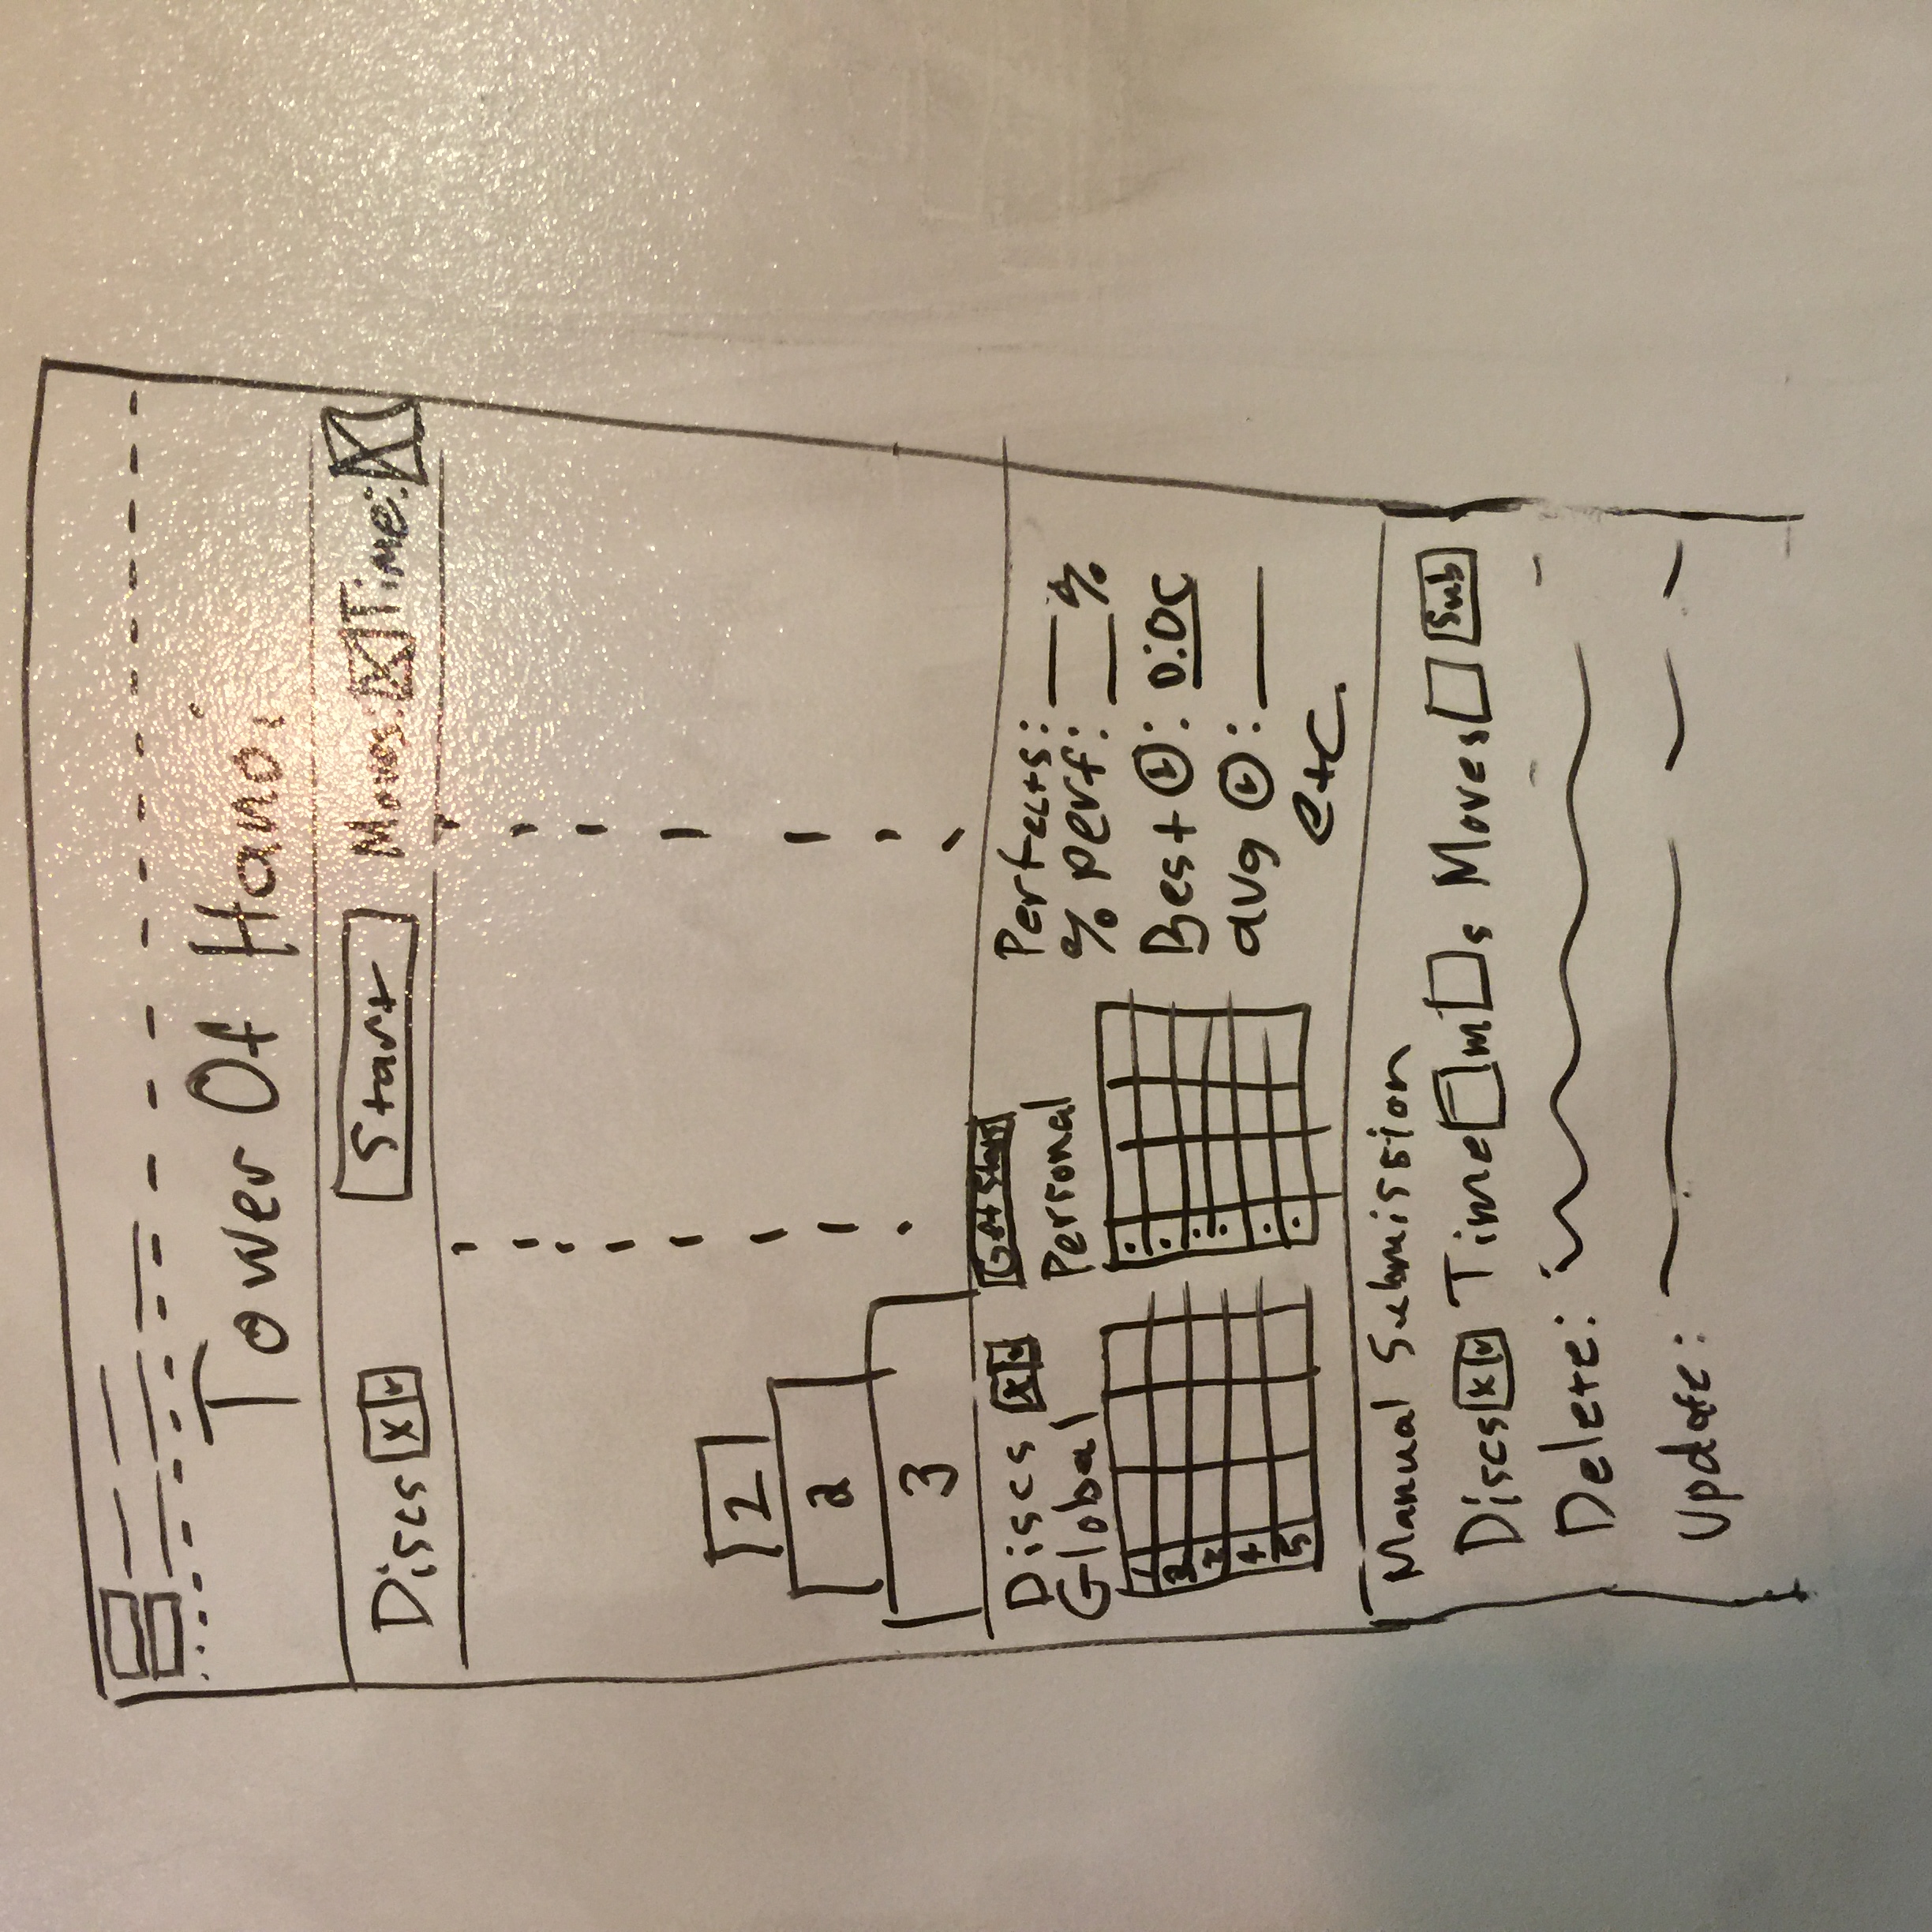 Tower Of Hanoi
Discs X Start Moves: X Time: X
2
2
3
Discs X Get Stats
Global Personal
1
2
3
4
5
Perfects: ___
% perf: ___%
Best : 0:0
avg : ___
etc.
Manual Submission
Discs X Time m s Moves Sub
Delete:
Update: